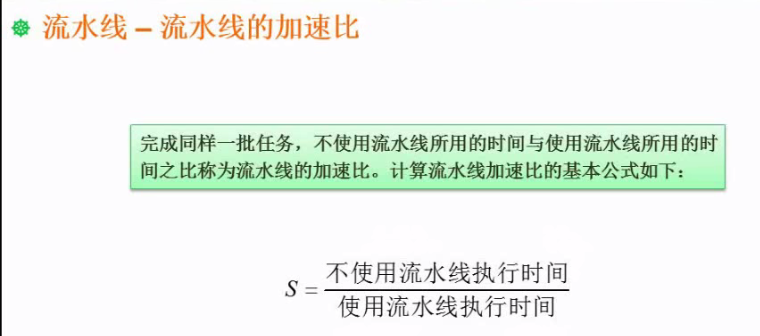 流水线 – 流水线的加速比
完成同样一批任务，不使用流水线所用的时间与使用流水线所用的时
间之比称为流水线的加速比。计算流水线加速比的基本公式如下：
S = 不使用流水线执行时间
使用流水线执行时间